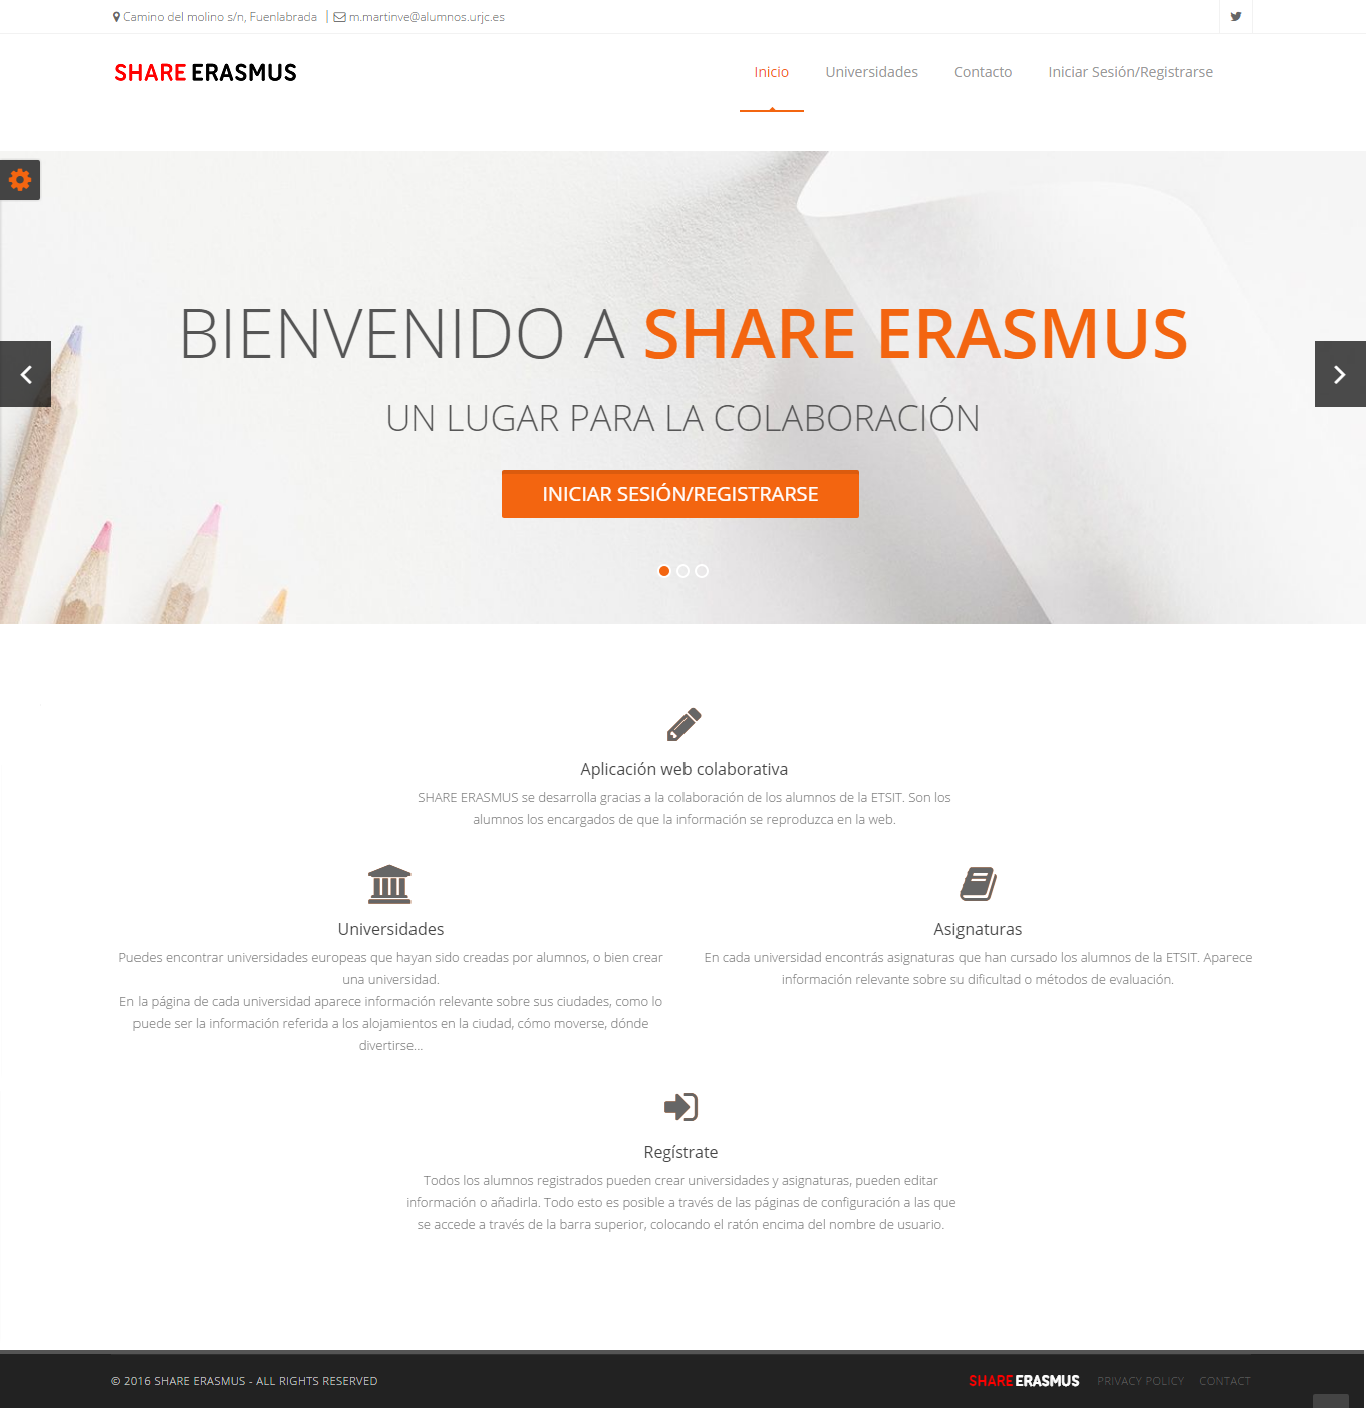 Camino del molino s/n, Fuenlabrada | m.martinve@alumnos.urjc.es
SHARE ERASMUS
Inicio Universidades Contacto Iniciar Sesión/Registrarse
BIENVENIDO A SHARE ERASMUS
UN LUGAR PARA LA COLABORACIÓN
INICIAR SESIÓN/REGISTRARSE
Aplicación web colaborativa
SHARE ERASMUS se desarrolla gracias a la colaboración de los alumnos de la ETSIT. Son los
alumnos los encargados de que la información se reproduzca en la web.
Universidades
Puedes encontrar universidades europeas que hayan sido creadas por alumnos, o bien crear
una universidad.
En la página de cada universidad aparece información relevante sobre sus ciudades, como lo
puede ser la información referida a los alojamientos en la ciudad, cómo moverse, dónde
divertirse...
Asignaturas
En cada universidad encontrás asignaturas que han cursado los alumnos de la ETSIT. Aparece
información relevante sobre su dificultad o métodos de evaluación.
Regístrate
Todos los alumnos registrados pueden crear universidades y asignaturas, pueden editar
información o añadirla. Todo esto es posible a través de las páginas de configuración a las que
se accede a través de la barra superior, colocando el ratón encima del nombre de usuario.
© 2016 SHARE ERASMUS - ALL RIGHTS RESERVED
SHARE ERASMUS PRIVACY POLICY CONTACT